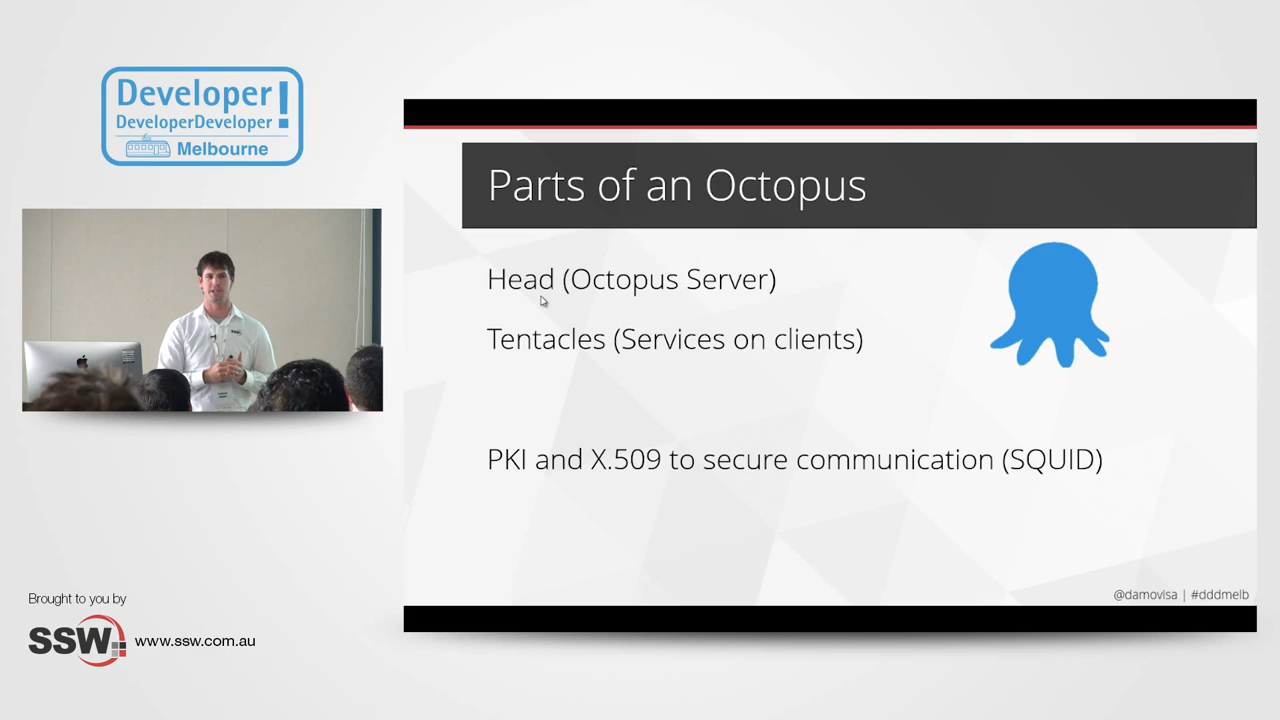 Developer!
DeveloperDeveloper
Melbourne
Parts of an Octopus
Head (Octopus Server)
Tentacles (Services on clients)
PKI and X.509 to secure communication (SQUID)
@damovisa | #dddmelb
Brought to you by
SSW
www.ssw.com.au